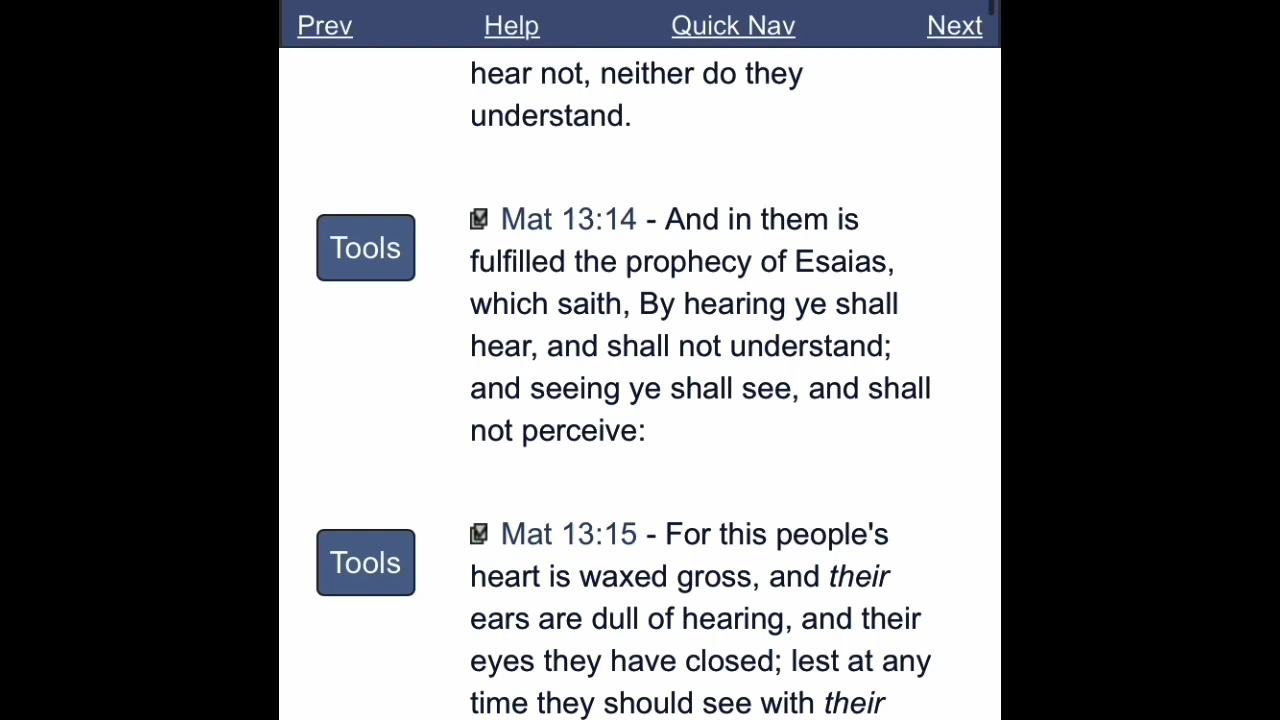 Prev Help Quick Nav Next
hear not, neither do they
understand.
Tools
Mat 13:14 - And in them is
fulfilled the prophecy of Esaias,
which saith, By hearing ye shall
hear, and shall not understand;
and seeing ye shall see, and shall
not perceive:
Tools
Mat 13:15 - For this people's
heart is waxed gross, and their
ears are dull of hearing, and their
eyes they have closed; lest at any
time they should see with their